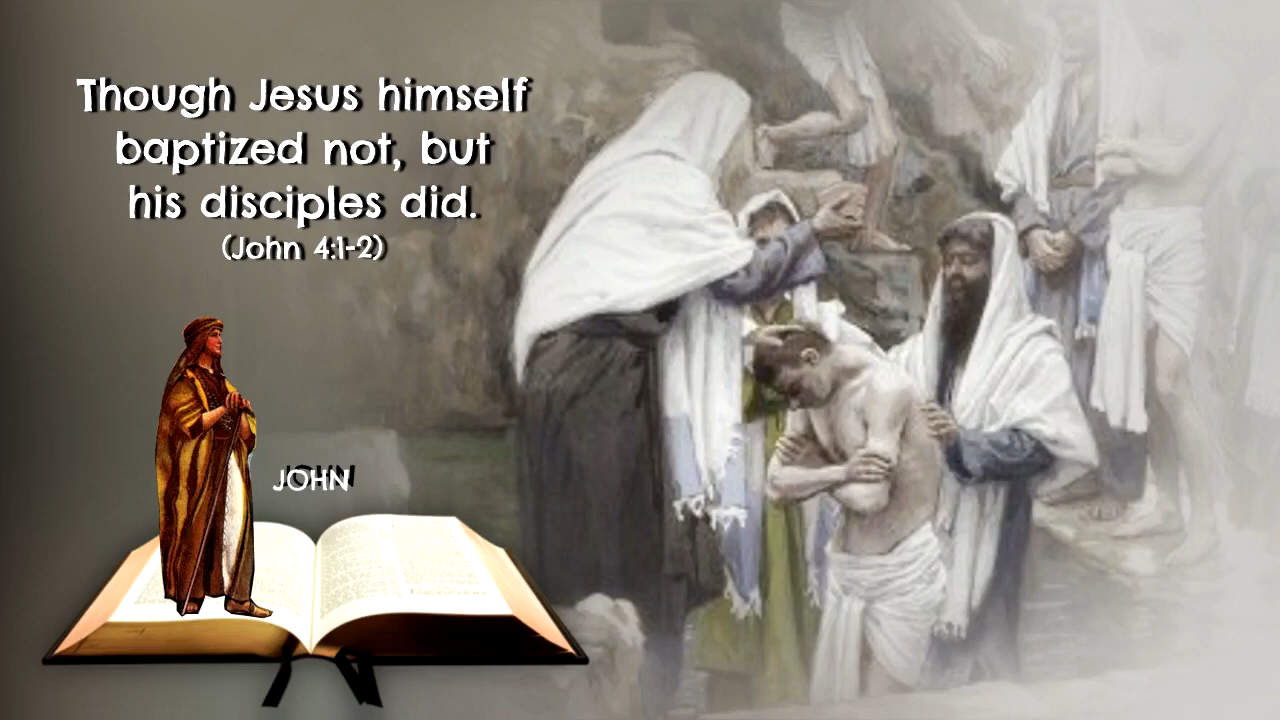 Though Jesus himself
baptized not, but
his disciples did.
(John 4:1-2)
JOHN